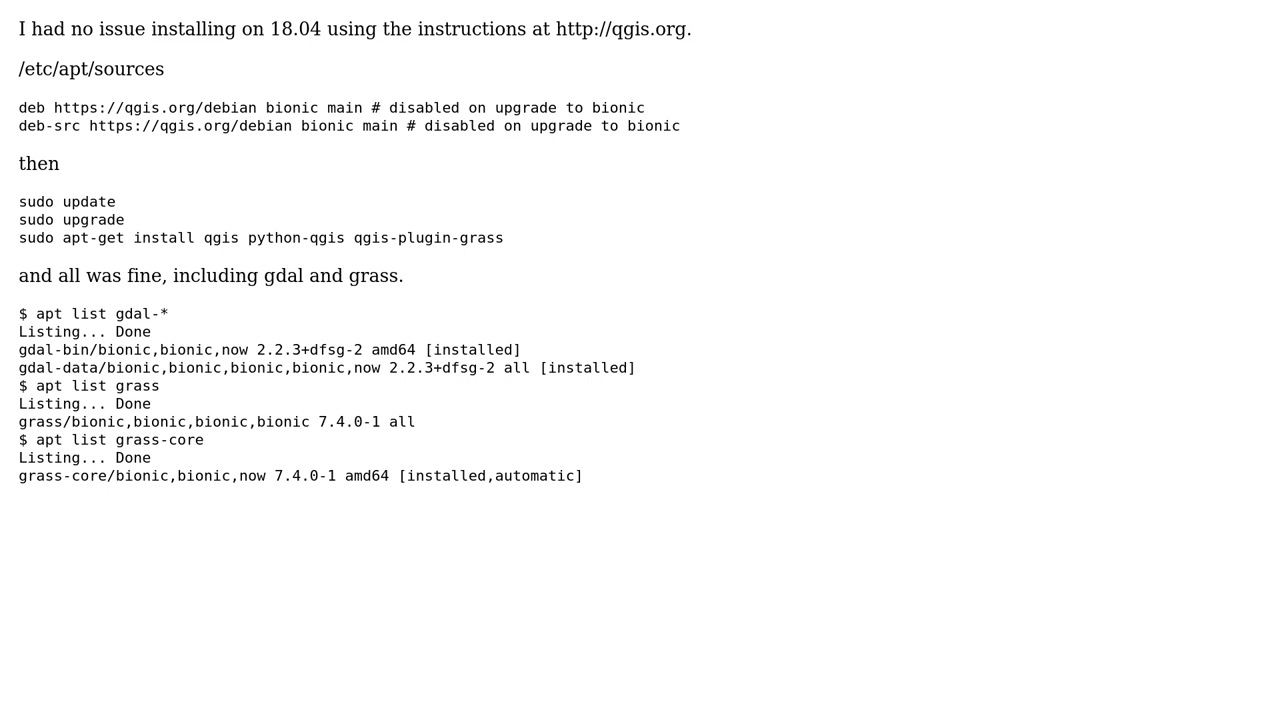 I had no issue installing on 18.04 using the instructions at http://qgis.org.
/etc/apt/sources
deb https://qgis.org/debian bionic main # disabled on upgrade to bionic
deb-src https://qgis.org/debian bionic main # disabled on upgrade to bionic
then
sudo update
sudo upgrade
sudo apt-get install qgis python-qgis qgis-plugin-grass
and all was fine, including gdal and grass.
$ apt list gdal-*
Listing... Done
gdal-bin/bionic,bionic,now 2.2.3+dfsg-2 amd64 [installed]
gdal-data/bionic,bionic,bionic,bionic,now 2.2.3+dfsg-2 all [installed]
$ apt list grass
Listing... Done
grass/bionic,bionic,bionic,bionic 7.4.0-1 all
$ apt list grass-core
Listing... Done
grass-core/bionic,bionic,now 7.4.0-1 amd64 [installed,automatic]